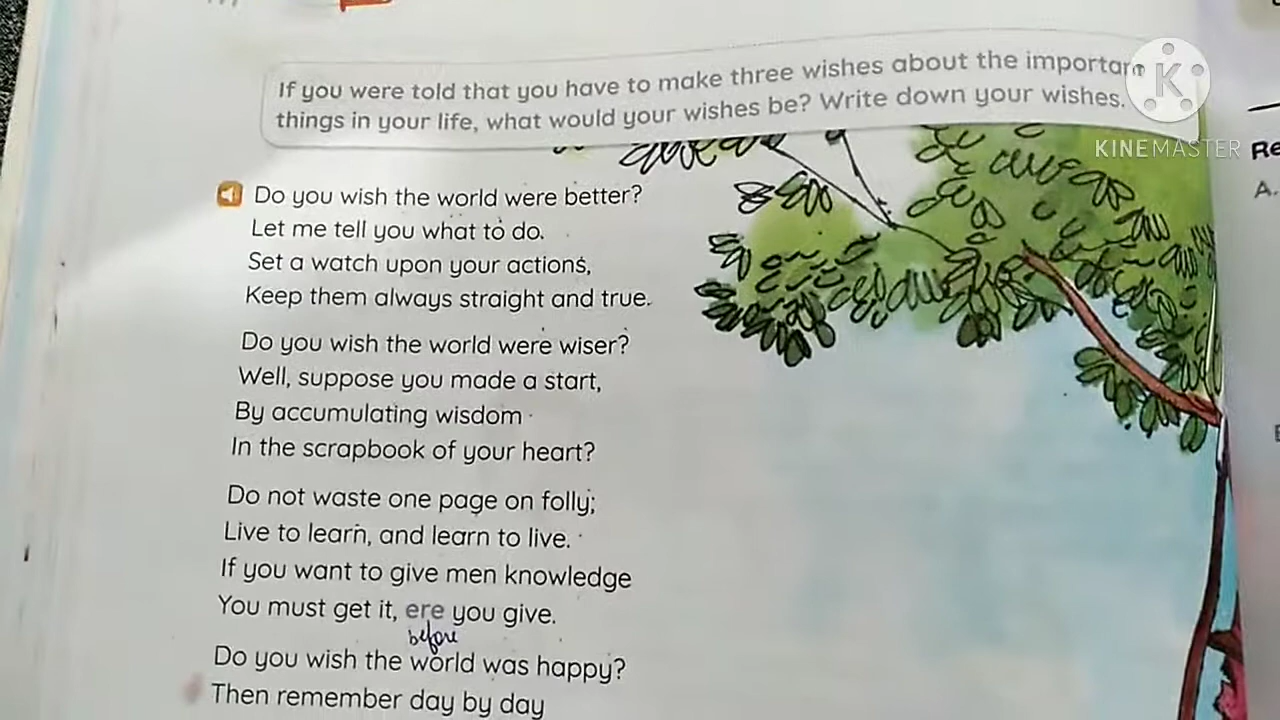 If you were told that you have to make three wishes about the important
things in your life, what would your wishes be? Write down your wishes.
K
KINEMASTER
Re
A.
Do you wish the world were better?
Let me tell you what to do.
Set a watch upon your actions,
Keep them always straight and true.
Do you wish the world were wiser?
Well, suppose you made a start,
By accumulating wisdom
In the scrapbook of your heart?
Do not waste one page on folly;
Live to learn, and learn to live.
If you want to give men knowledge
You must get it, ere you give.
before
Do you wish the world was happy?
Then remember day by day